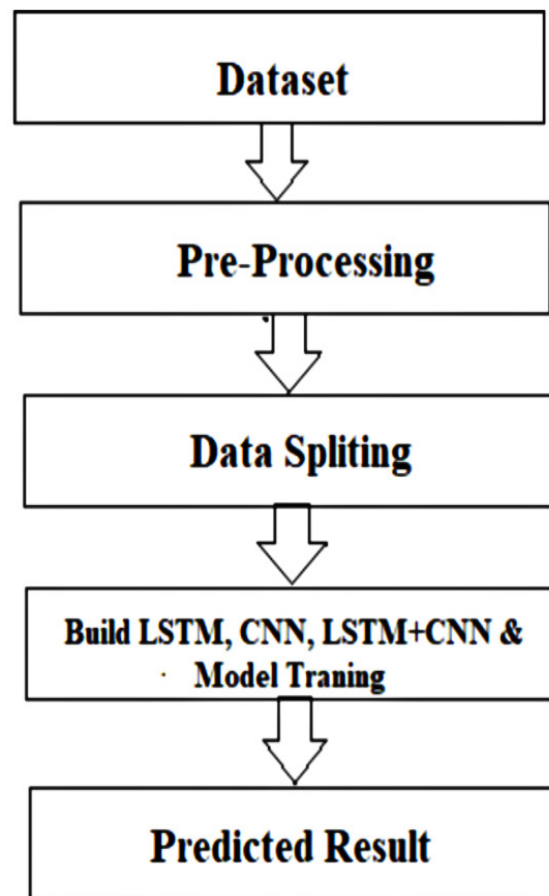 Dataset
Pre-Processing
Data Spliting
Build LSTM, CNN, LSTM+CNN &
Model Traning
Predicted Result